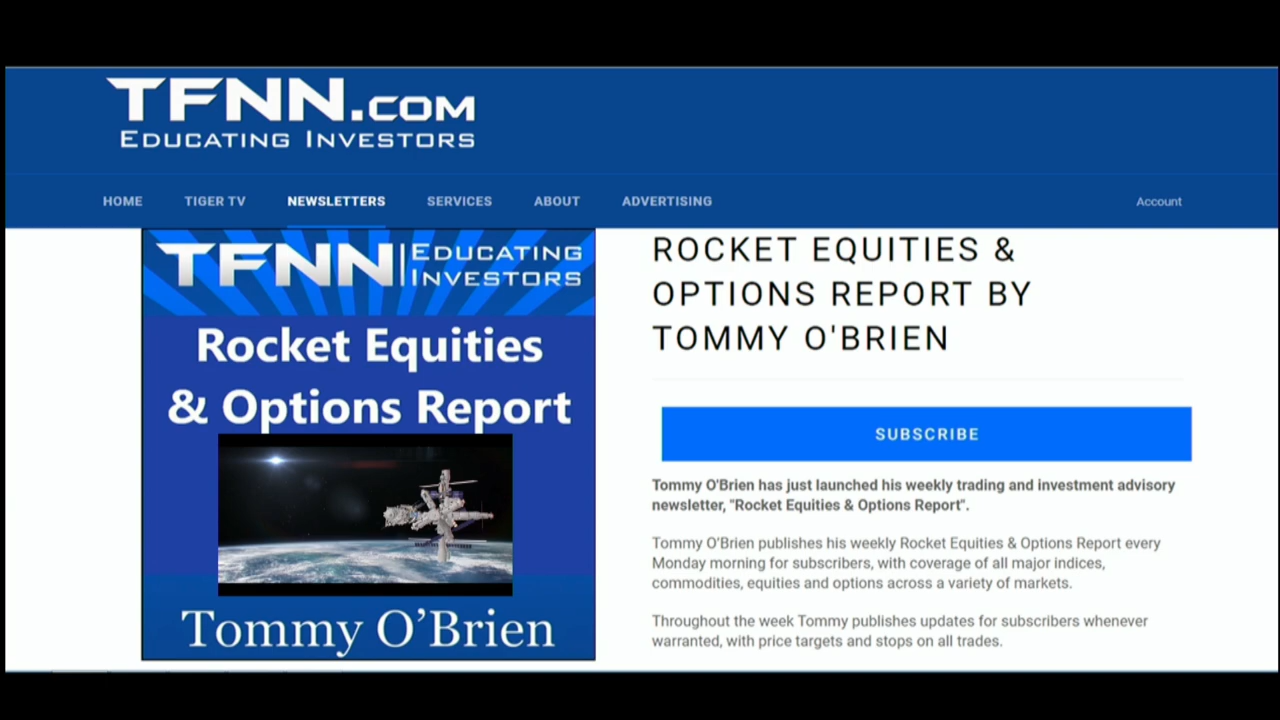 TFNN.COM
EDUCATING INVESTORS
HOME TIGER TV NEWSLETTERS SERVICES ABOUT ADVERTISING Account
TFNN EDUCATING
INVESTORS
Rocket Equities
& Options Report
Tommy O’Brien
ROCKET EQUITIES &
OPTIONS REPORT BY
TOMMY O'BRIEN
SUBSCRIBE
Tommy O'Brien has just launched his weekly trading and investment advisory
newsletter, "Rocket Equities & Options Report".
Tommy O’Brien publishes his weekly Rocket Equities & Options Report every
Monday morning for subscribers, with coverage of all major indices,
commodities, equities and options across a variety of markets.
Throughout the week Tommy publishes updates for subscribers whenever
warranted, with price targets and stops on all trades.